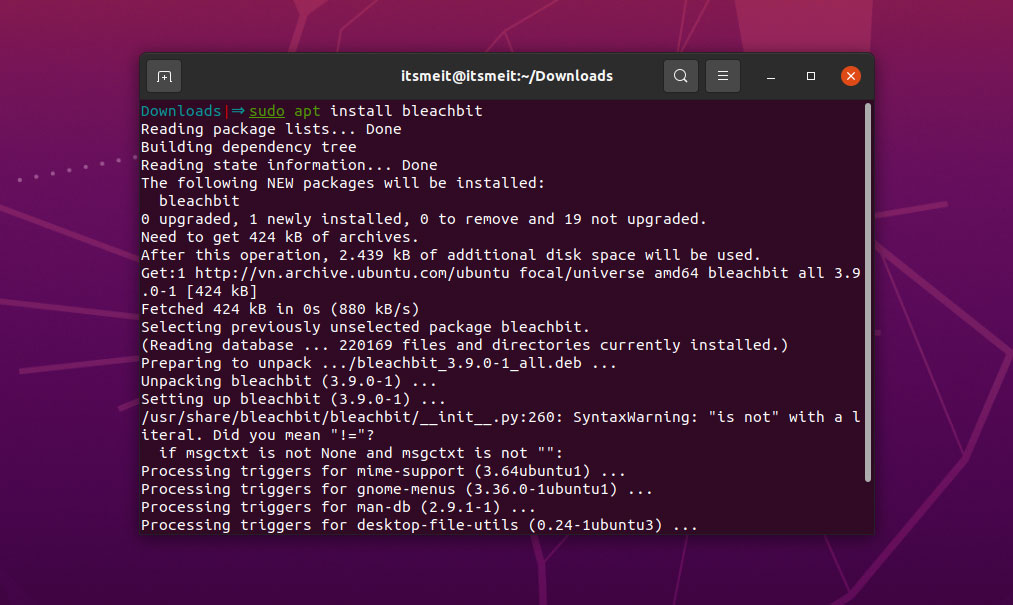 itsmeit@itsmeit:~/Downloads
Downloads|⇒ sudo apt install bleachbit
Reading package lists... Done
Building dependency tree
Reading state information... Done
The following NEW packages will be installed:
  bleachbit
0 upgraded, 1 newly installed, 0 to remove and 19 not upgraded.
Need to get 424 kB of archives.
After this operation, 2.439 kB of additional disk space will be used.
Get:1 http://vn.archive.ubuntu.com/ubuntu focal/universe amd64 bleachbit all 3.9
.0-1 [424 kB]
Fetched 424 kB in 0s (880 kB/s)
Selecting previously unselected package bleachbit.
(Reading database ... 220169 files and directories currently installed.)
Preparing to unpack .../bleachbit_3.9.0-1_all.deb ...
Unpacking bleachbit (3.9.0-1) ...
Setting up bleachbit (3.9.0-1) ...
/usr/share/bleachbit/bleachbit/__init__.py:260: SyntaxWarning: "is not" with a l
iteral. Did you mean "!="?
  if msgctxt is not None and msgctxt is not "":
Processing triggers for mime-support (3.64ubuntu1) ...
Processing triggers for gnome-menus (3.36.0-1ubuntu1) ...
Processing triggers for man-db (2.9.1-1) ...
Processing triggers for desktop-file-utils (0.24-1ubuntu3) ...